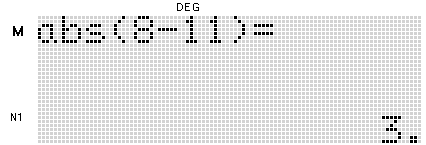 DEG
M abs(8-11)=
N1 3.